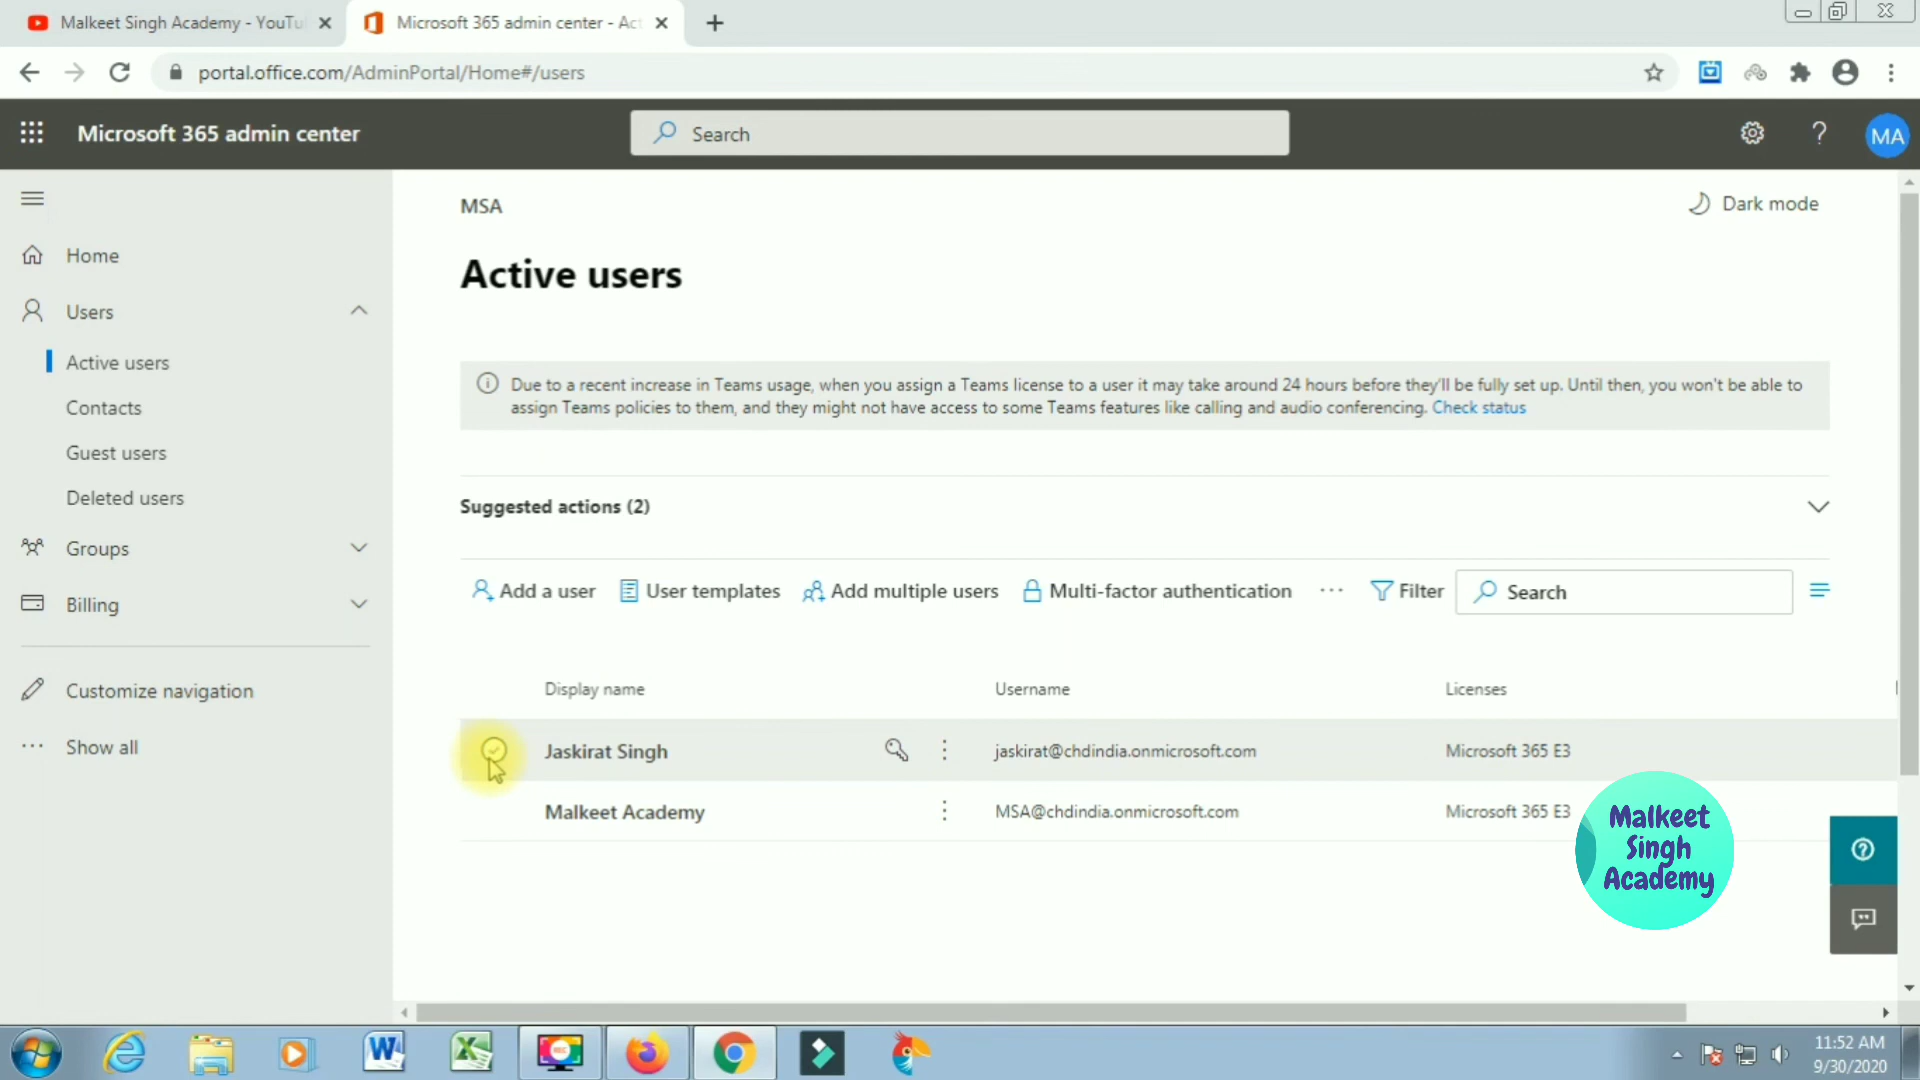 Malkeet Singh Academy - YouTu
Microsoft 365 admin center - Act
portal.office.com/AdminPortal/Home#/users
Microsoft 365 admin center
Search
MA
MSA
Dark mode
Home
Active users
Users
Active users
Contacts
Guest users
Deleted users
Groups
Billing
Customize navigation
Show all
Due to a recent increase in Teams usage, when you assign a Teams license to a user it may take around 24 hours before they'll be fully set up. Until then, you won't be able to
assign Teams policies to them, and they might not have access to some Teams features like calling and audio conferencing. Check status
Suggested actions (2)
Add a user
User templates
Add multiple users
Multi-factor authentication
Filter
Search
Display name
Username
Licenses
Jaskirat Singh
jaskirat@chdindia.onmicrosoft.com
Microsoft 365 E3
Malkeet Academy
MSA@chdindia.onmicrosoft.com
Microsoft 365 E3
Malkeet
Singh
Academy
11:52 AM
9/30/2020